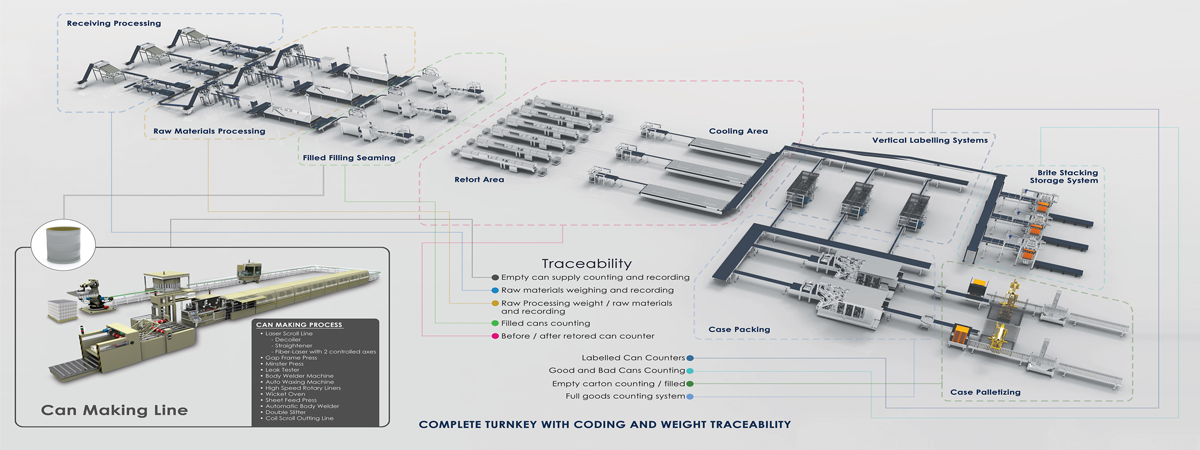 Receiving Processing
Raw Materials Processing
Filled Filling Seaming
Retort Area
Cooling Area
Vertical Labelling Systems
Brite Stacking
Storage System
Case Packing
Case Palletizing
Traceability
Empty can supply counting and recording
Raw materials weighing and recording
Raw Processing weight / raw materials
and recording
Filled cans counting
Before / after retored can counter
Labelled Can Counters
Good and Bad Cans Counting
Empty carton counting / filled
Full goods counting system
CAN MAKING PROCESS
• Laser Scroll Line
- Decoiler
- Straightener
- Fiber-Laser with 2 controlled axes
• Gap Frame Press
• Minster Press
• Leak Tester
• Body Welder Machine
• Auto Waxing Machine
• High Speed Rotary Liners
• Wicket Oven
• Sheet Feed Press
• Automatic Body Welder
• Double Slitter
• Coil Scroll Outting Line
Can Making Line
COMPLETE TURNKEY WITH CODING AND WEIGHT TRACEABILITY